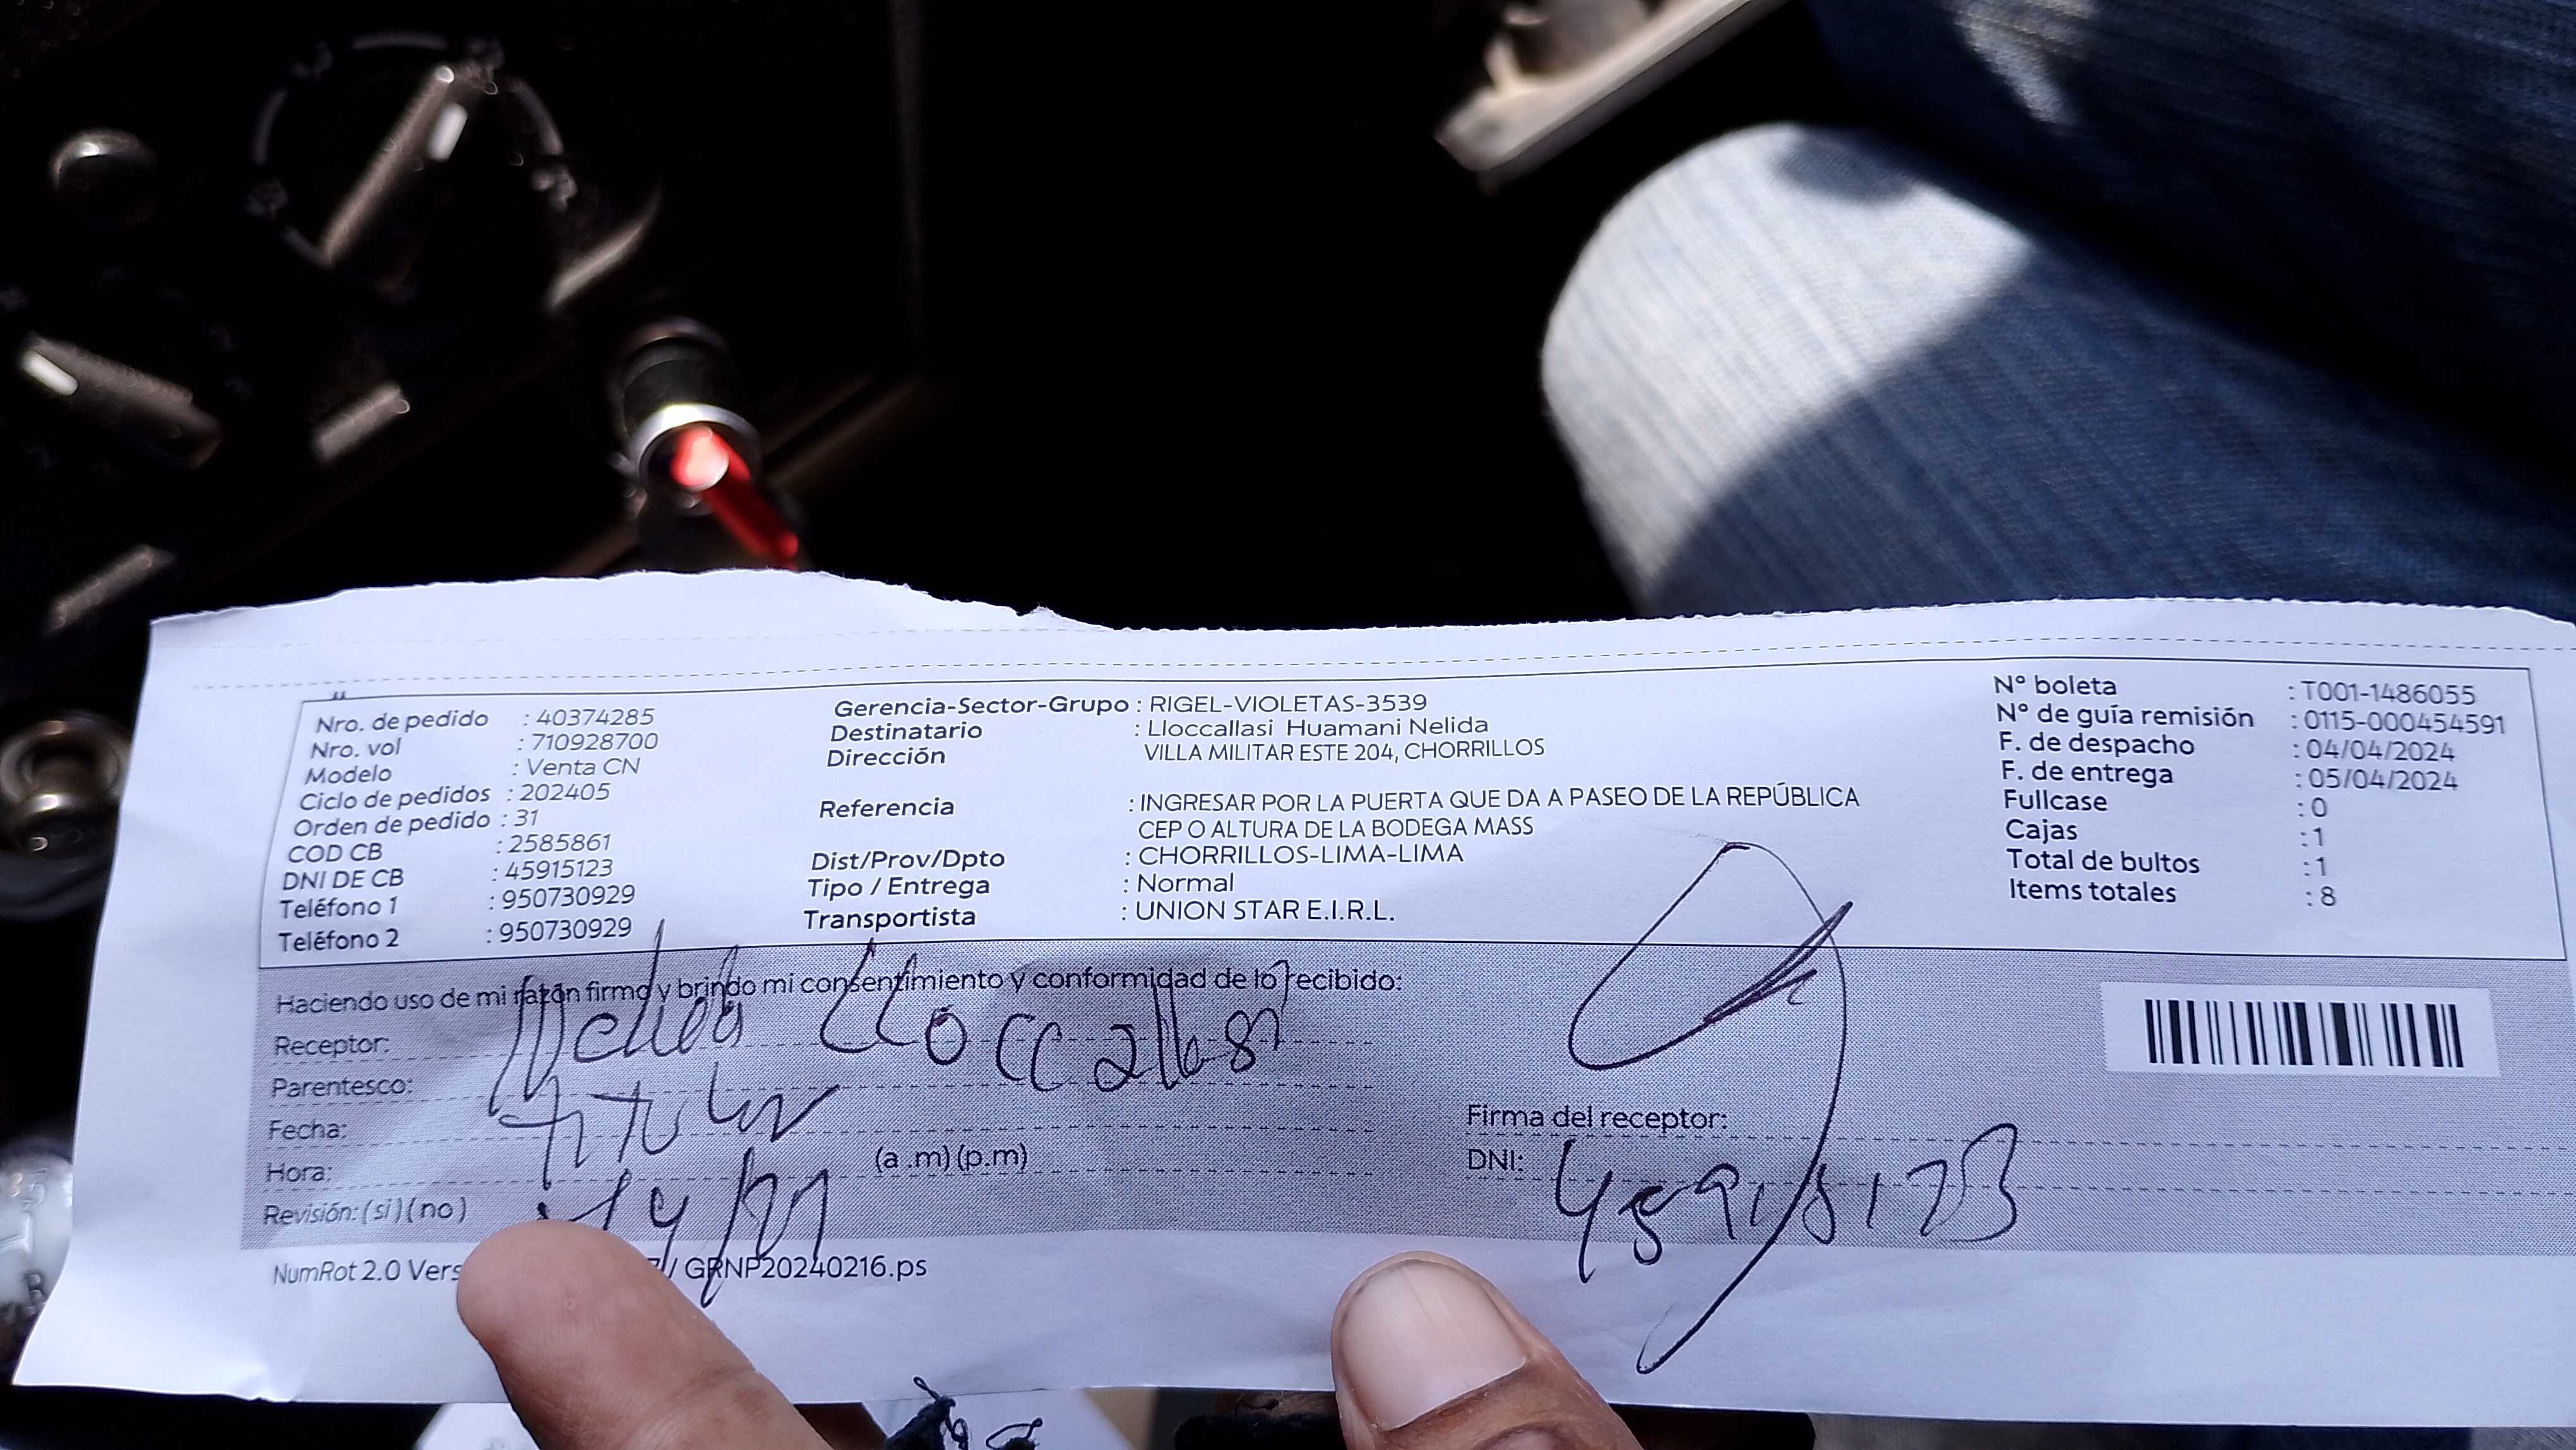 Nro. de pedido : 40374285
Nro. vol : 710928700
Modelo : Venta CN
Ciclo de pedidos : 202405
Orden de pedido : 31
COD CB : 2585861
DNI DE CB : 45915123
Teléfono 1 : 950730929
Teléfono 2 : 950730929
Gerencia-Sector-Grupo : RIGEL-VIOLETAS-3539
Destinatario : Lloccallasi Huamani Nelida
Dirección VILLA MILITAR ESTE 204, CHORRILLOS
Referencia : INGRESAR POR LA PUERTA QUE DA A PASEO DE LA REPÚBLICA
CEP O ALTURA DE LA BODEGA MASS
Dist/Prov/Dpto : CHORRILLOS-LIMA-LIMA
Tipo / Entrega : Normal
Transportista : UNION STAR E.I.R.L.
N° boleta : T001-1486055
N° de guía remisión : 0115-000454591
F. de despacho : 04/04/2024
F. de entrega : 05/04/2024
Fullcase : 0
Cajas : 1
Total de bultos : 1
Items totales : 8
Haciendo uso de mi razón firmo y brindo mi consentimiento y conformidad de lo recibido:
Receptor: Nelida Lloccallasi
Parentesco: Titular
Fecha:
Hora: (a .m) (p.m)
Revisión: (si) (no)
Firma del receptor:
DNI: 45915123
NumRot 2.0 Vers / GRNP20240216.ps